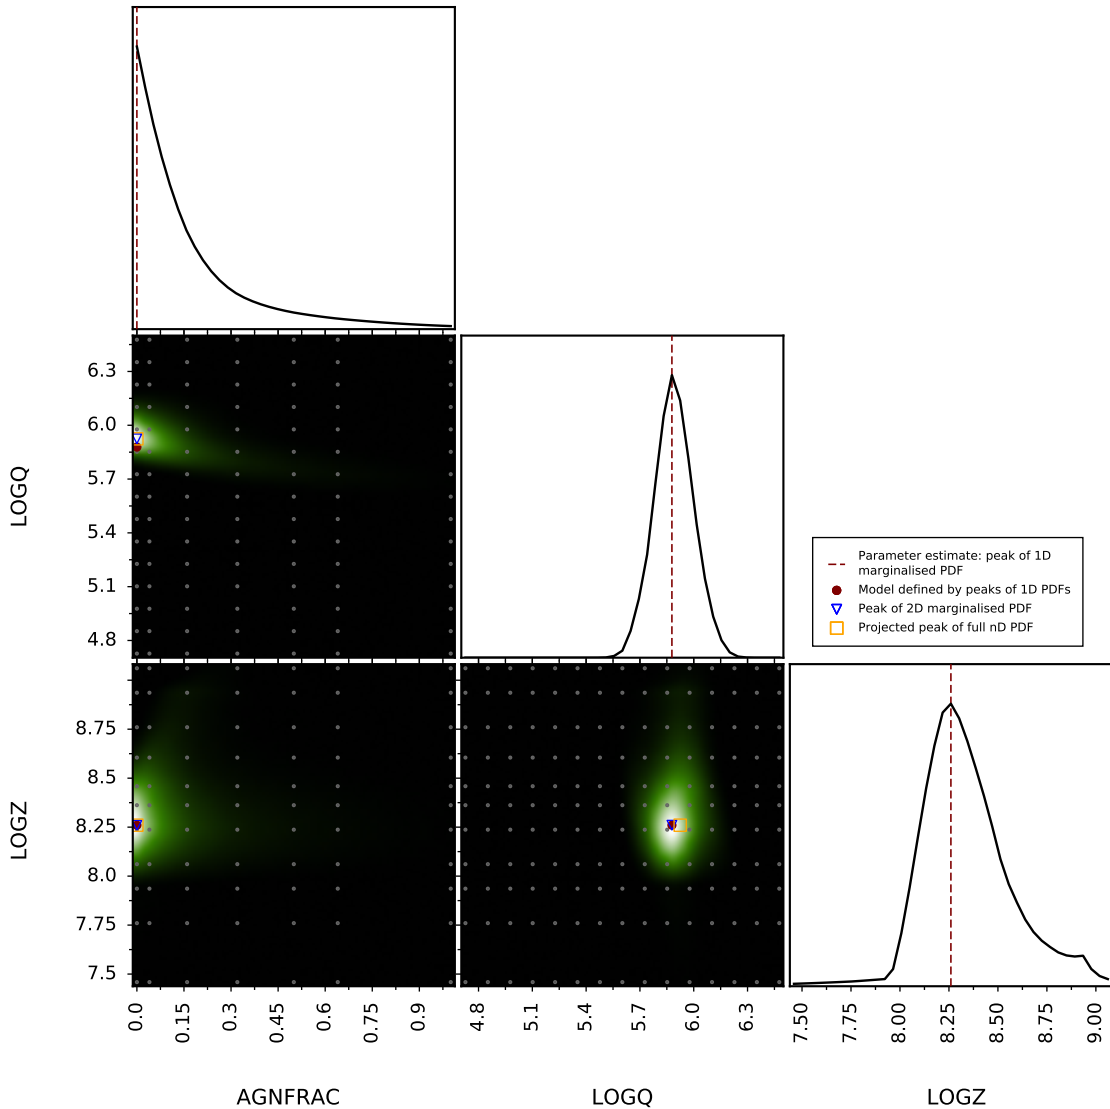 6.3
6.0
5.7
5.4
5.1
4.8
LOGQ
Parameter estimate: peak of 1D
marginalised PDF
Model defined by peaks of 1D PDFs
Peak of 2D marginalised PDF
Projected peak of full nD PDF
8.75
8.5
8.25
8.0
7.75
7.5
LOGZ
0.0 0.15 0.3 0.45 0.6 0.75 0.9
4.8 5.1 5.4 5.7 6.0 6.3
7.50 7.75 8.00 8.25 8.50 8.75 9.00
AGNFRAC LOGQ LOGZ